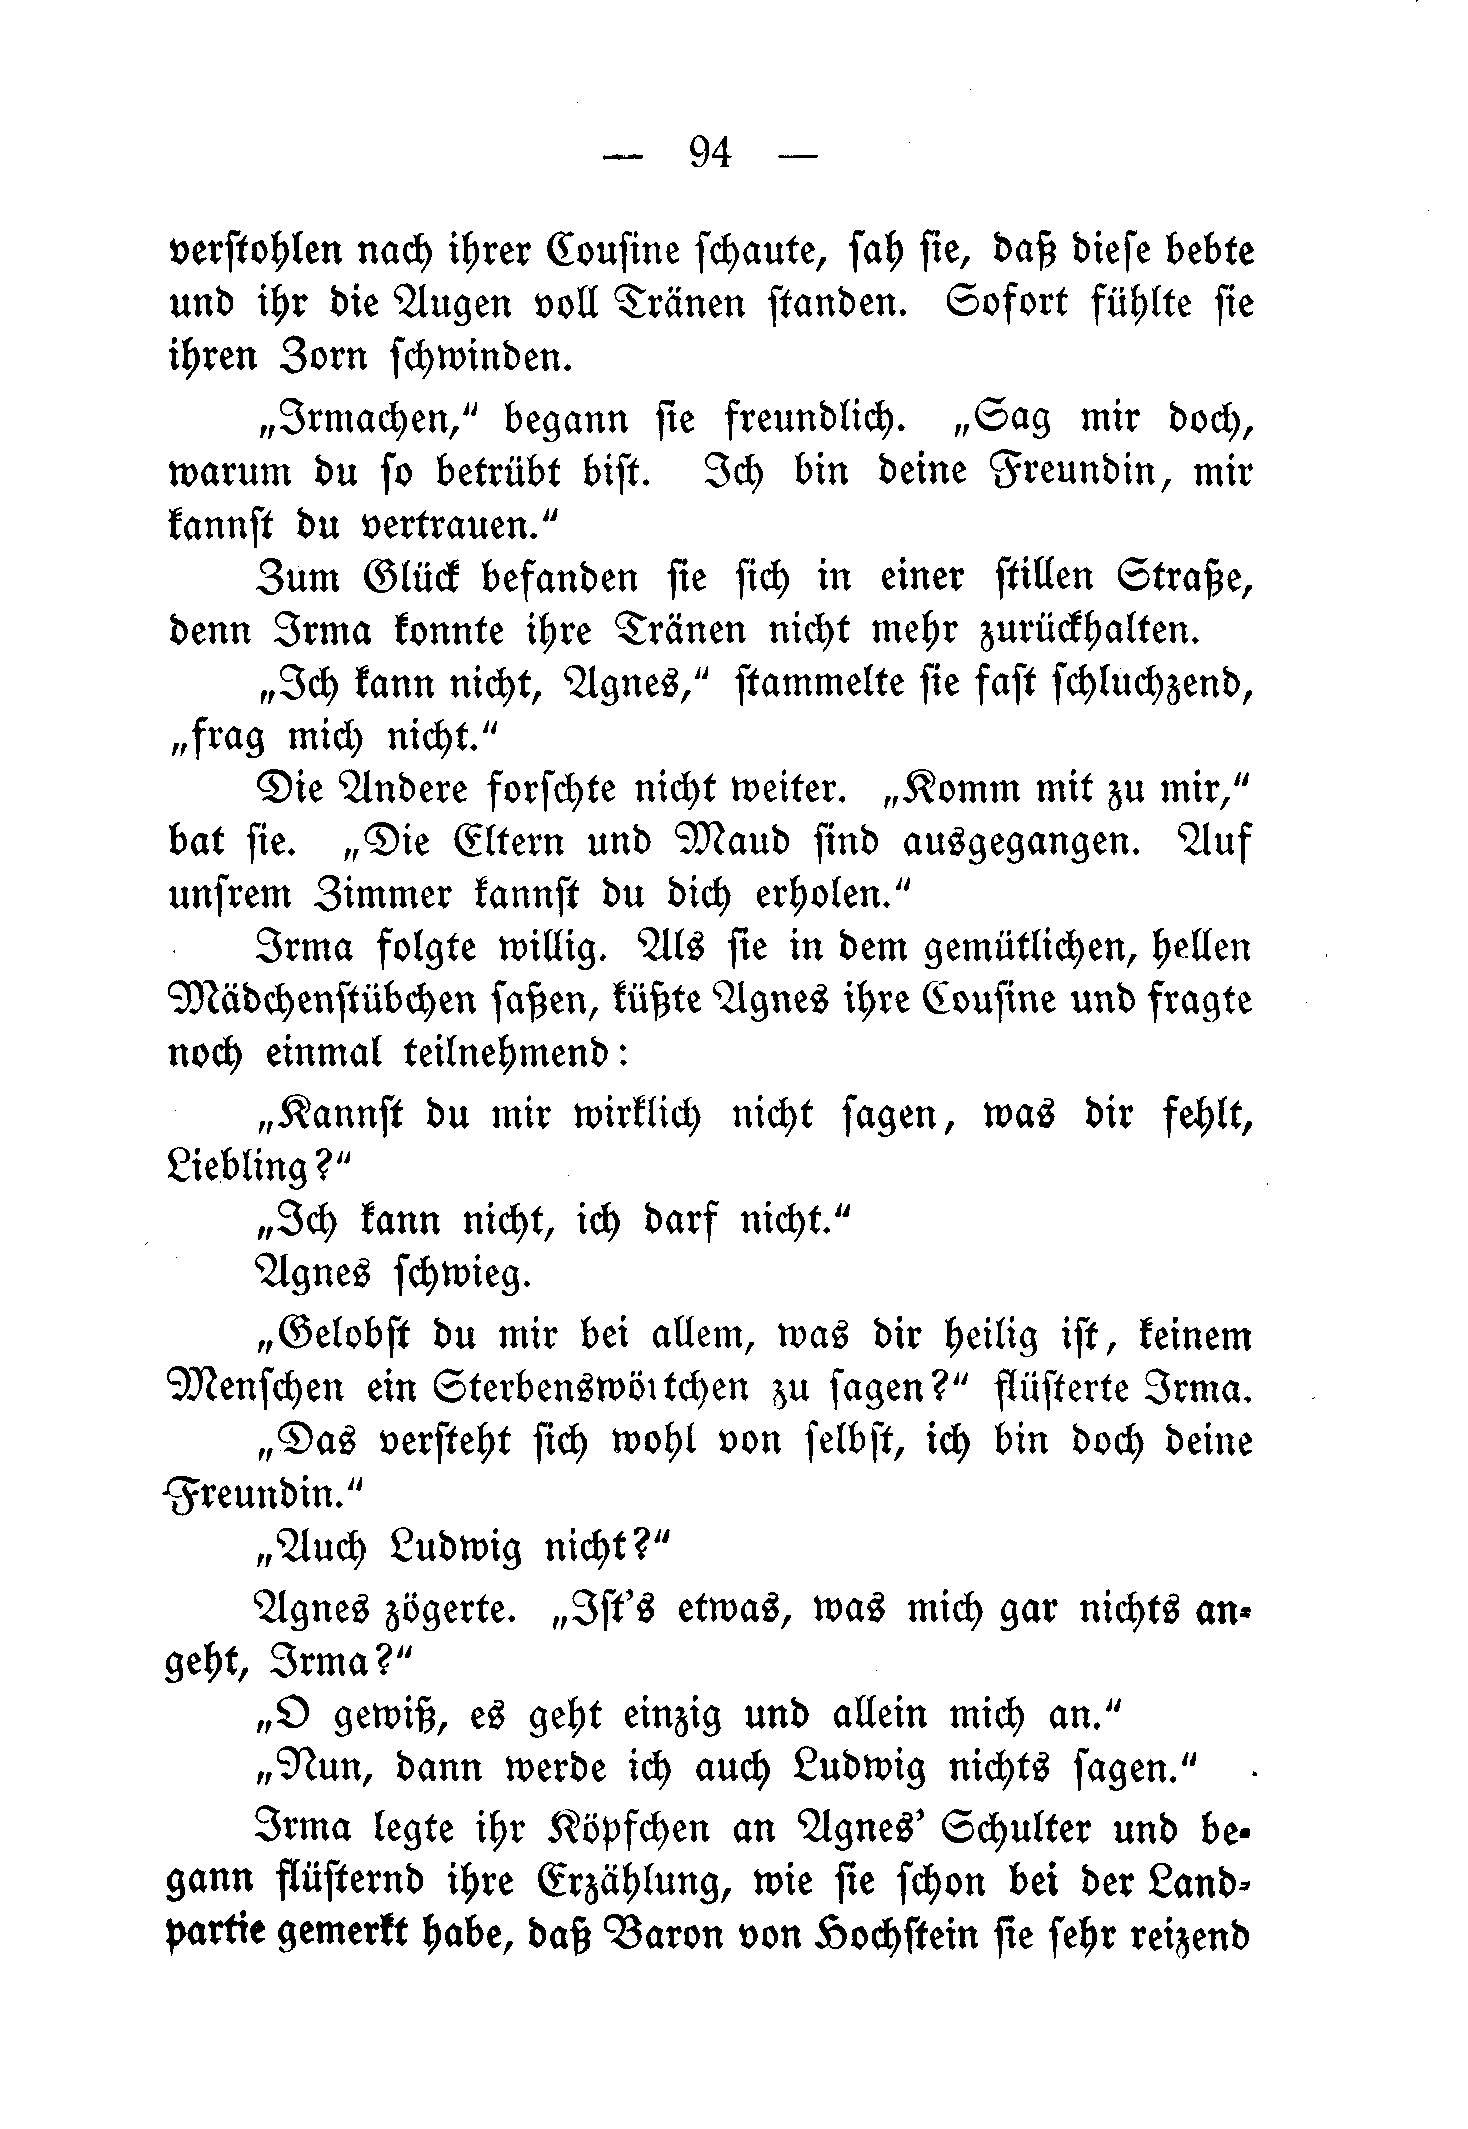 — 94 —
verstohlen nach ihrer Cousine schaute, sah sie, daß diese bebte
und ihr die Augen voll Tränen standen. Sofort fühlte sie
ihren Zorn schwinden.
„Irmachen,“ begann sie freundlich. „Sag mir doch,
warum du so betrübt bist. Ich bin deine Freundin, mir
kannst du vertrauen.“
Zum Glück befanden sie sich in einer stillen Straße,
denn Irma konnte ihre Tränen nicht mehr zurückhalten.
„Ich kann nicht, Agnes,“ stammelte sie fast schluchzend,
„frag mich nicht.“
Die Andere forschte nicht weiter. „Komm mit zu mir,“
bat sie. „Die Eltern und Maud sind ausgegangen. Auf
unsrem Zimmer kannst du dich erholen.“
Irma folgte willig. Als sie in dem gemütlichen, hellen
Mädchenstübchen saßen, küßte Agnes ihre Cousine und fragte
noch einmal teilnehmend:
„Kannst du mir wirklich nicht sagen, was dir fehlt,
Liebling?“
„Ich kann nicht, ich darf nicht.“
Agnes schwieg.
„Gelobst du mir bei allem, was dir heilig ist, keinem
Menschen ein Sterbenswörtchen zu sagen?“ flüsterte Irma.
„Das versteht sich wohl von selbst, ich bin doch deine
Freundin.“
„Auch Ludwig nicht?“
Agnes zögerte. „Ist's etwas, was mich gar nichts an-
geht, Irma?“
„O gewiß, es geht einzig und allein mich an.“
„Nun, dann werde ich auch Ludwig nichts sagen.“
Irma legte ihr Köpfchen an Agnes' Schulter und be-
gann flüsternd ihre Erzählung, wie sie schon bei der Land-
partie gemerkt habe, daß Baron von Hochstein sie sehr reizend